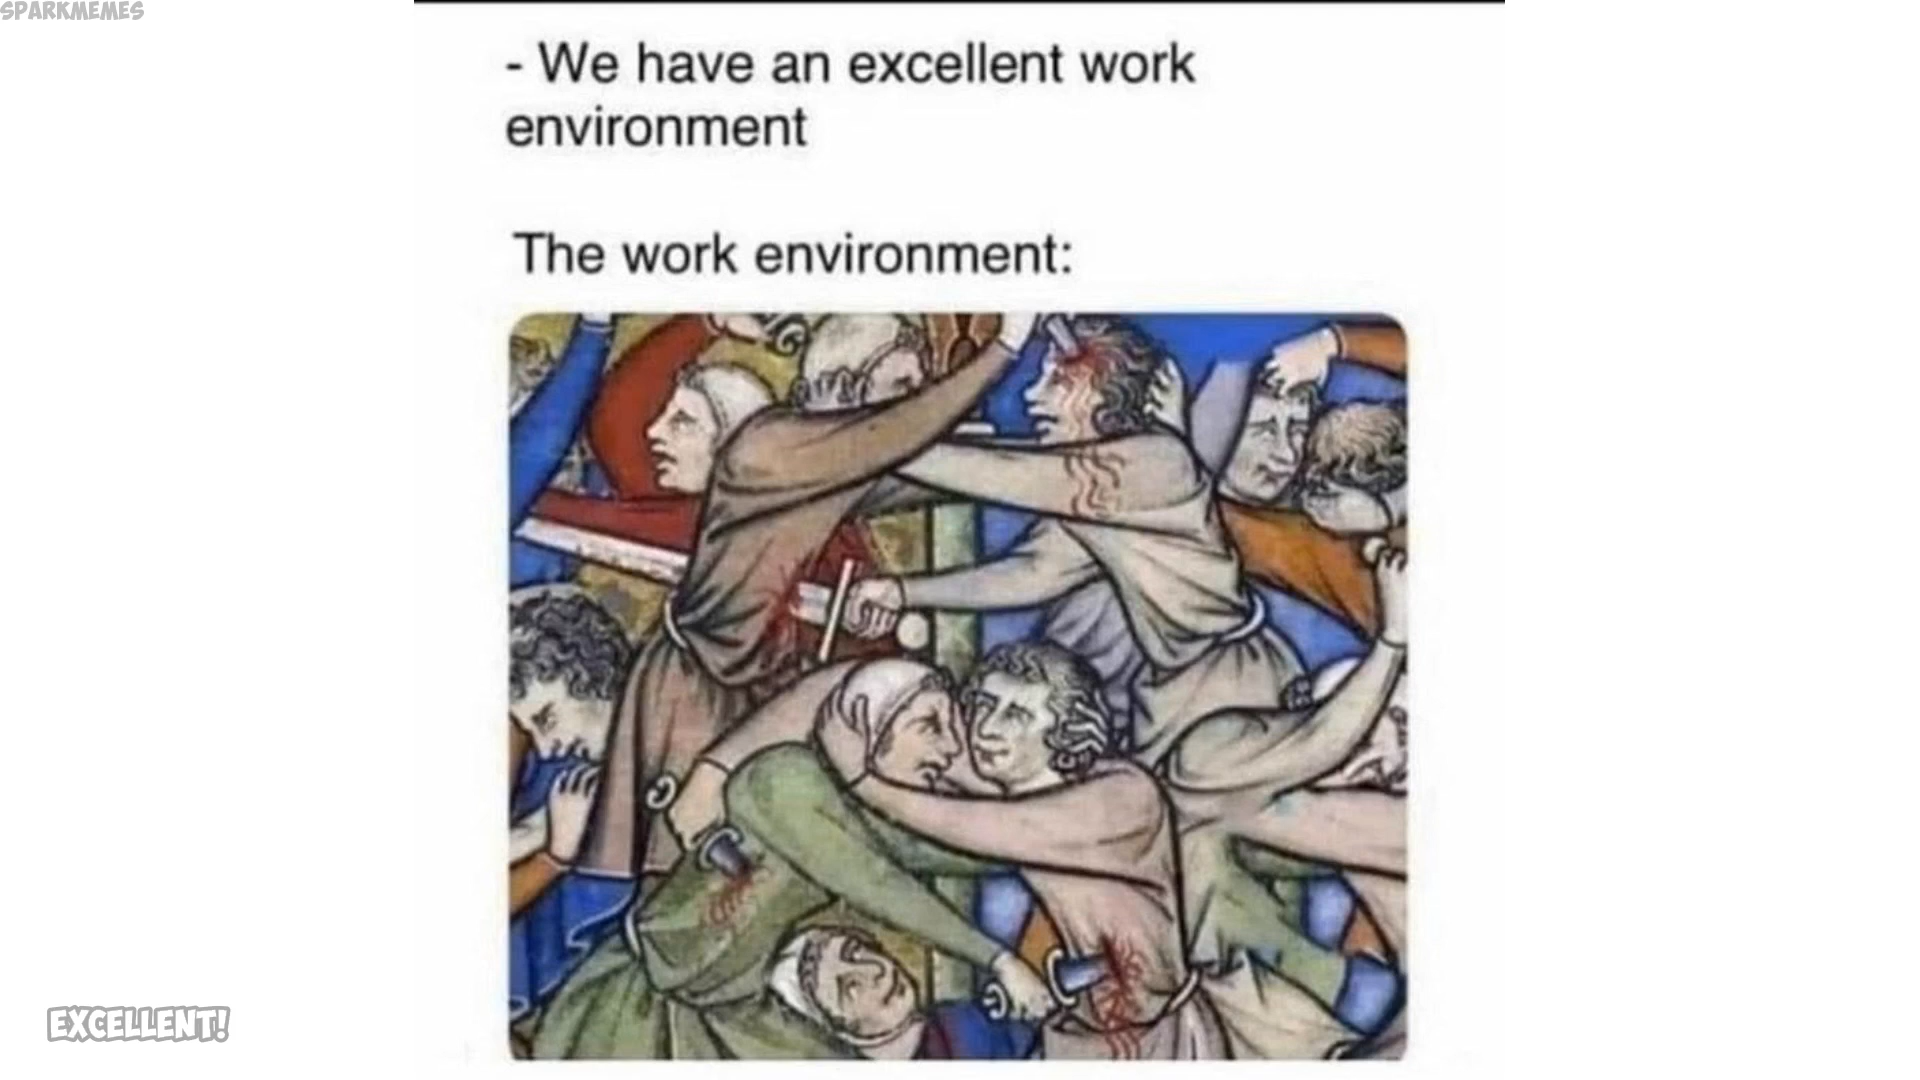 SPARKMEMES
- We have an excellent work
environment
The work environment:
EXCELLENT!